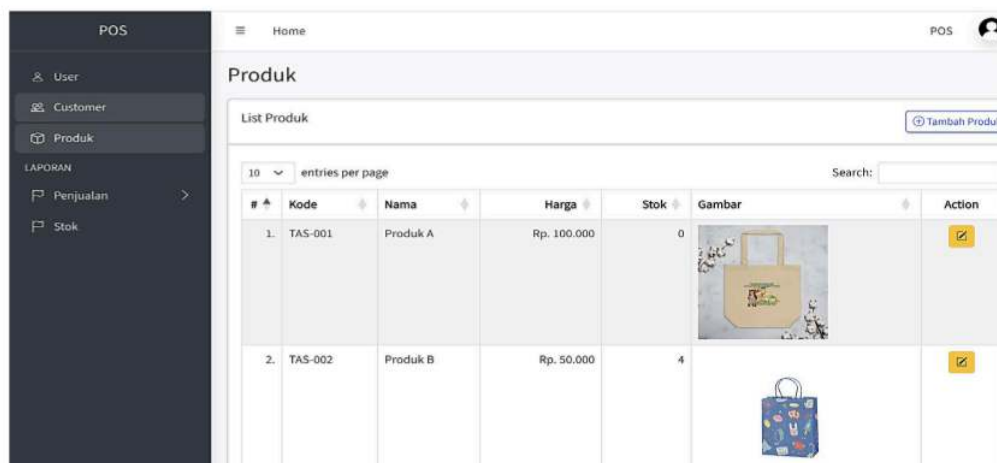 POS
Home
POS
User
Customer
Produk
LAPORAN
Penjualan
Stok
Produk
List Produk
Tambah Produk
10 entries per page
Search:
# Kode Nama Harga Stok Gambar Action
1. TAS-001 Produk A Rp. 100.000 0
2. TAS-002 Produk B Rp. 50.000 4